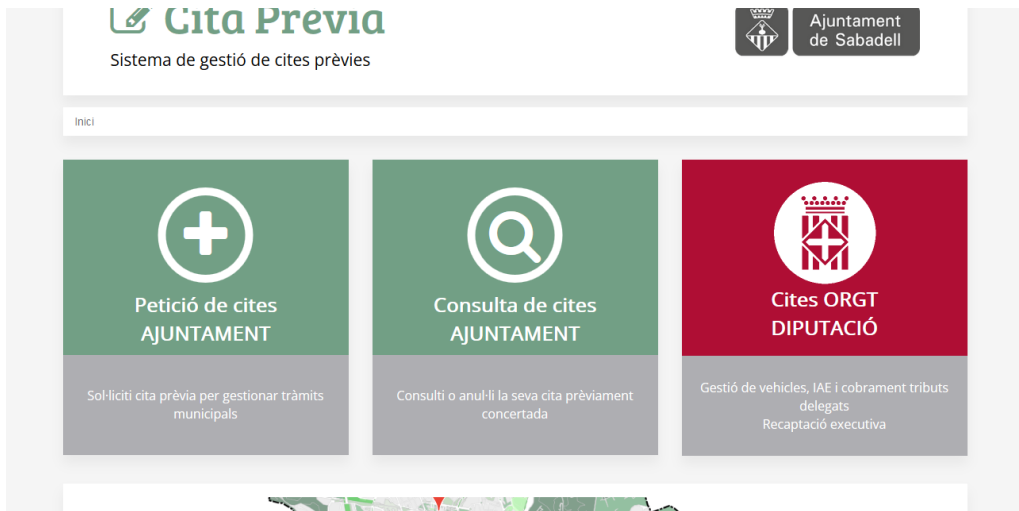 Cita Prèvia
Ajuntament
de Sabadell
Sistema de gestió de cites prèvies
Inici
Petició de cites
AJUNTAMENT
Sol·liciti cita prèvia per gestionar tràmits
municipals
Consulta de cites
AJUNTAMENT
Consulti o anul·li la seva cita prèviament
concertada
Cites ORGT
DIPUTACIÓ
Gestió de vehicles, IAE i cobrament tributs
delegats
Recaptació executiva